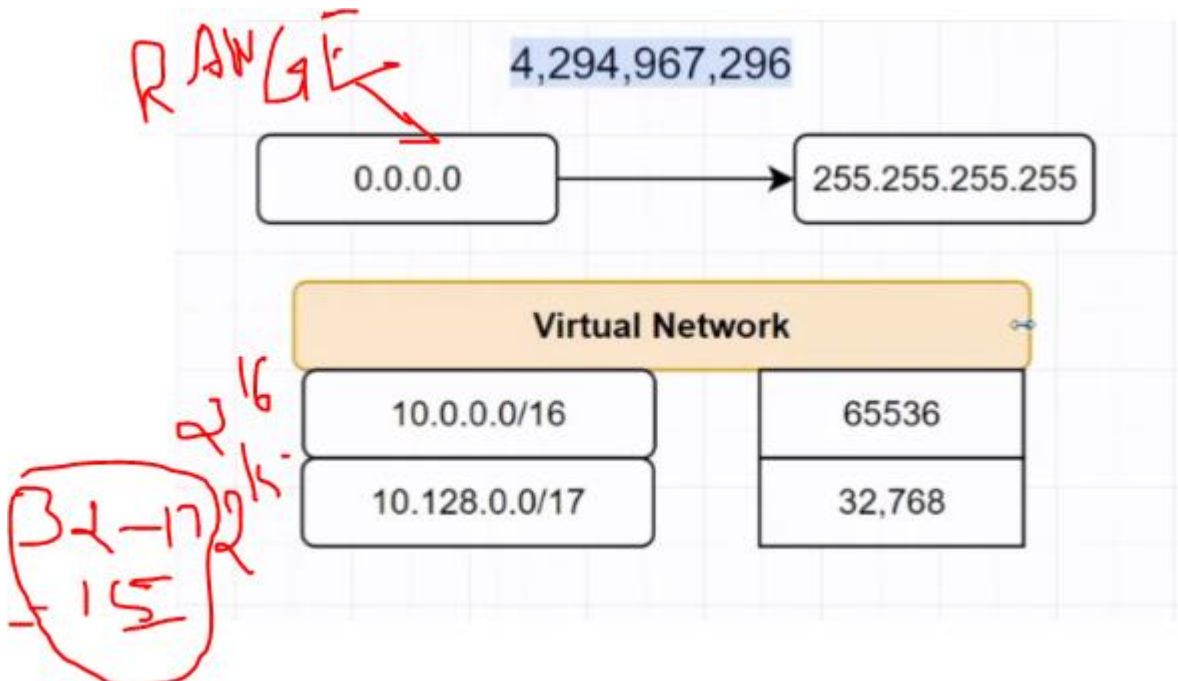 RANGE
4,294,967,296
0.0.0.0 255.255.255.255
Virtual Network
2^16 10.0.0.0/16 65536
2^15 10.128.0.0/17 32,768
32-17
= 15